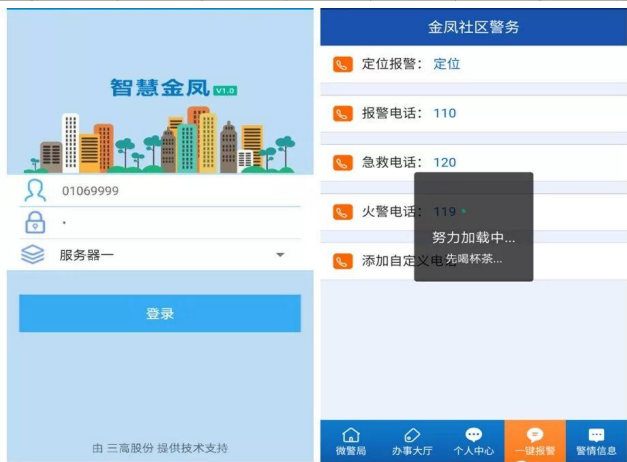 智慧金凤 V1.0
01069999
服务器一
登录
由 三高股份 提供技术支持
金凤社区警务
定位报警： 定位
报警电话： 110
急救电话： 120
火警电话： 119
努力加载中...
先喝杯茶...
添加自定义电
微警局
办事大厅
个人中心
一键报警
警情信息